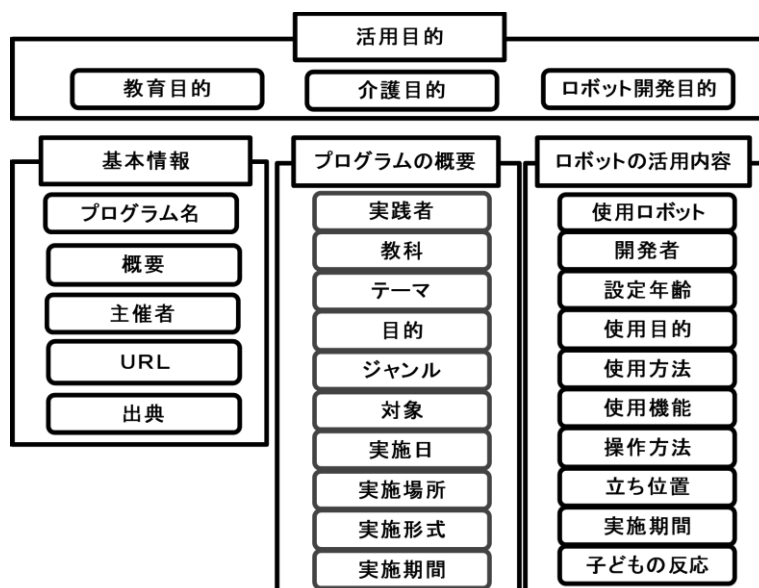 活用目的
教育目的
介護目的
ロボット開発目的
基本情報
プログラム名
概要
主催者
URL
出典
プログラムの概要
実践者
教科
テーマ
目的
ジャンル
対象
実施日
実施場所
実施形式
実施期間
ロボットの活用内容
使用ロボット
開発者
設定年齢
使用目的
使用方法
使用機能
操作方法
立ち位置
実施期間
子どもの反応